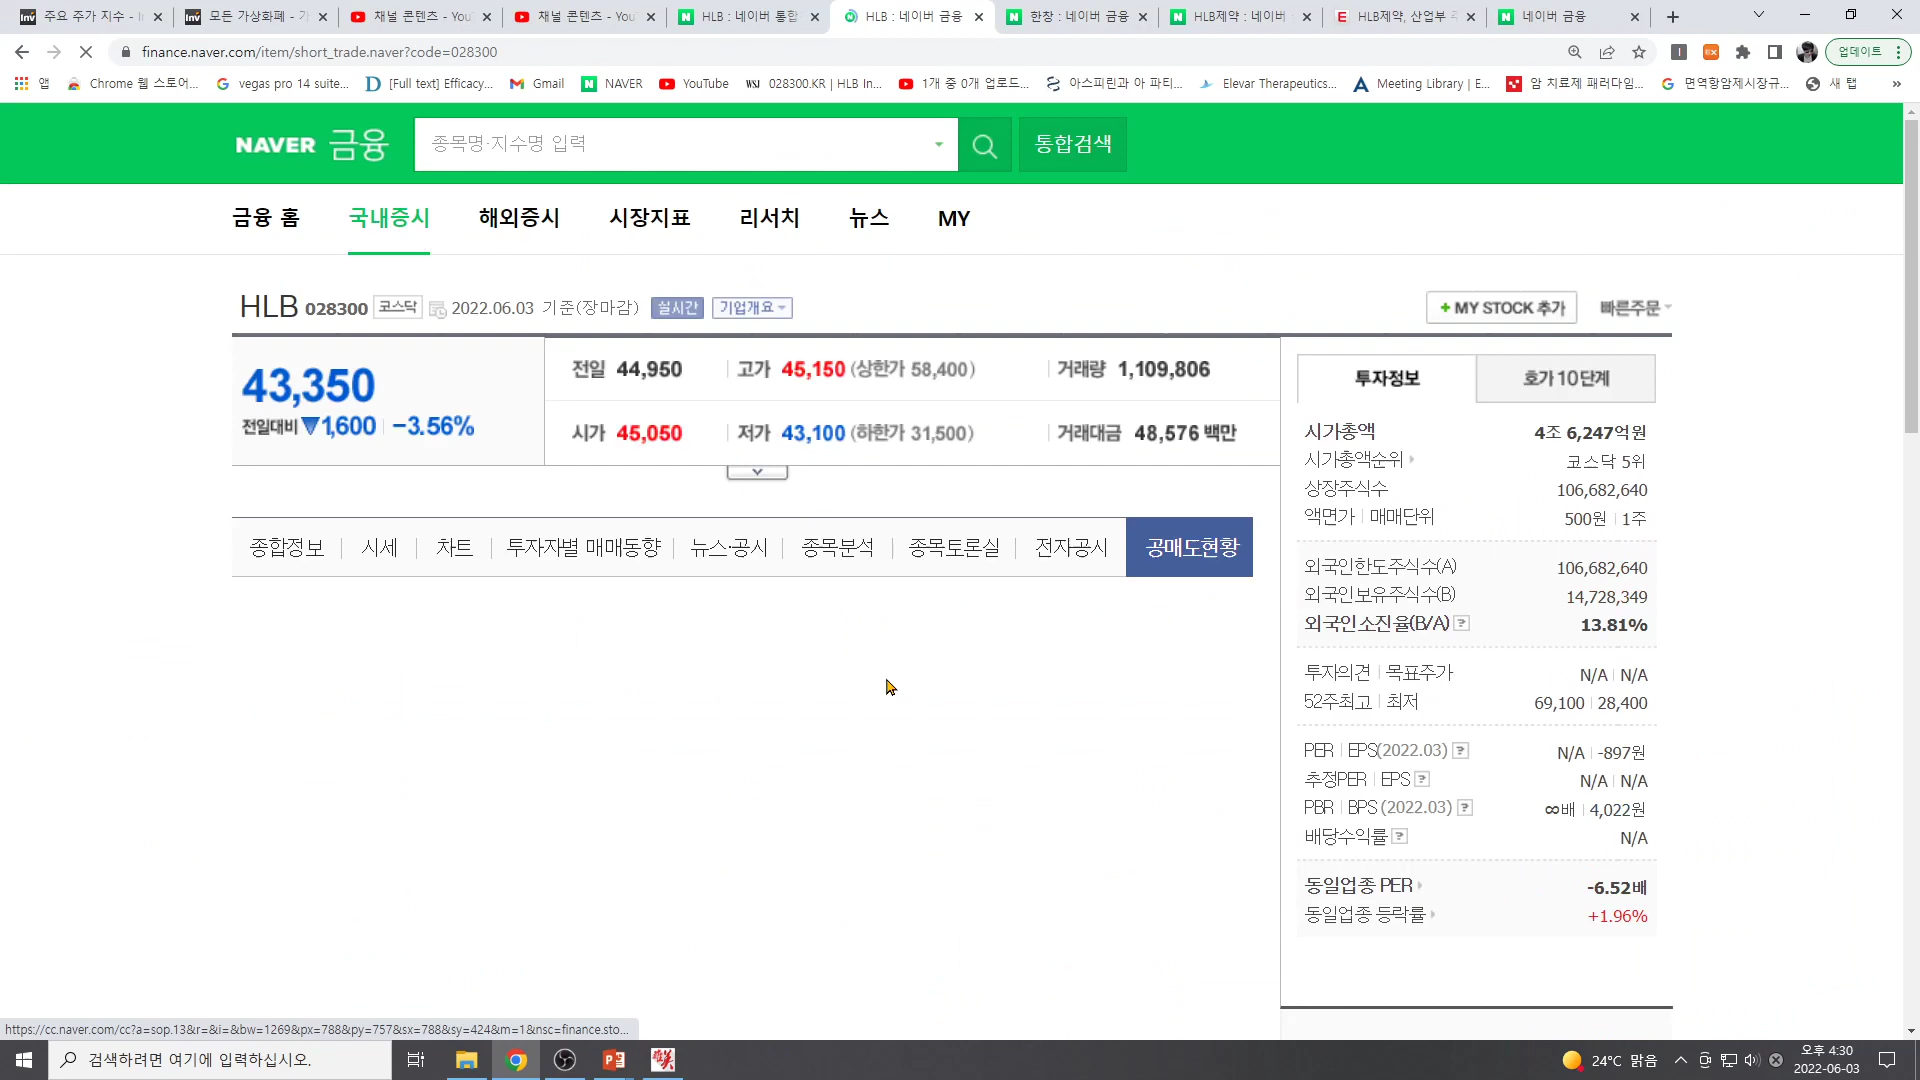 주요 주가 지수 - I
모든 가상화폐 - 가
채널 콘텐츠 - You
채널 콘텐츠 - You
HLB : 네이버 통합
HLB : 네이버 금융
한창 : 네이버 금융
HLB제약 : 네이버
HLB제약, 산업부
네이버 금융
finance.naver.com/item/short_trade.naver?code=028300
업데이트
앱
Chrome 웹 스토어...
vegas pro 14 suite...
[Full text] Efficacy...
Gmail
NAVER
YouTube
WSJ 028300.KR | HLB In...
1개 중 0개 업로드...
아스피린과 아 파티...
Elevar Therapeutics...
Meeting Library | E...
암 치료제 패러다임...
면역항암제시장규...
새 탭
NAVER 금융
종목명·지수명 입력
통합검색
금융 홈 국내증시 해외증시 시장지표 리서치 뉴스 MY
HLB 028300 코스닥 2022.06.03 기준(장마감) 실시간 기업개요
+ MY STOCK 추가 빠른주문
43,350
전일대비 ▼1,600 −3.56%
전일 44,950 고가 45,150 (상한가 58,400) 거래량 1,109,806
시가 45,050 저가 43,100 (하한가 31,500) 거래대금 48,576 백만
종합정보 시세 차트 투자자별 매매동향 뉴스·공시 종목분석 종목토론실 전자공시 공매도현황
투자정보 호가 10단계
시가총액 4조 6,247억원
시가총액순위 코스닥 5위
상장주식수 106,682,640
액면가 | 매매단위 500원 | 1주
외국인한도주식수(A) 106,682,640
외국인보유주식수(B) 14,728,349
외국인소진율(B/A) ? 13.81%
투자의견 | 목표주가 N/A | N/A
52주최고 | 최저 69,100 | 28,400
PER | EPS(2022.03) ? N/A | -897원
추정PER | EPS ? N/A | N/A
PBR | BPS (2022.03) ? ∞배 | 4,022원
배당수익률 ? N/A
동일업종 PER -6.52배
동일업종 등락률 +1.96%
https://cc.naver.com/cc?a=sop.13&r=&i=&bw=1269&px=788&py=757&sx=788&sy=424&m=1&nsc=finance.sto...
검색하려면 여기에 입력하십시오.
24°C 맑음
오후 4:30
2022-06-03